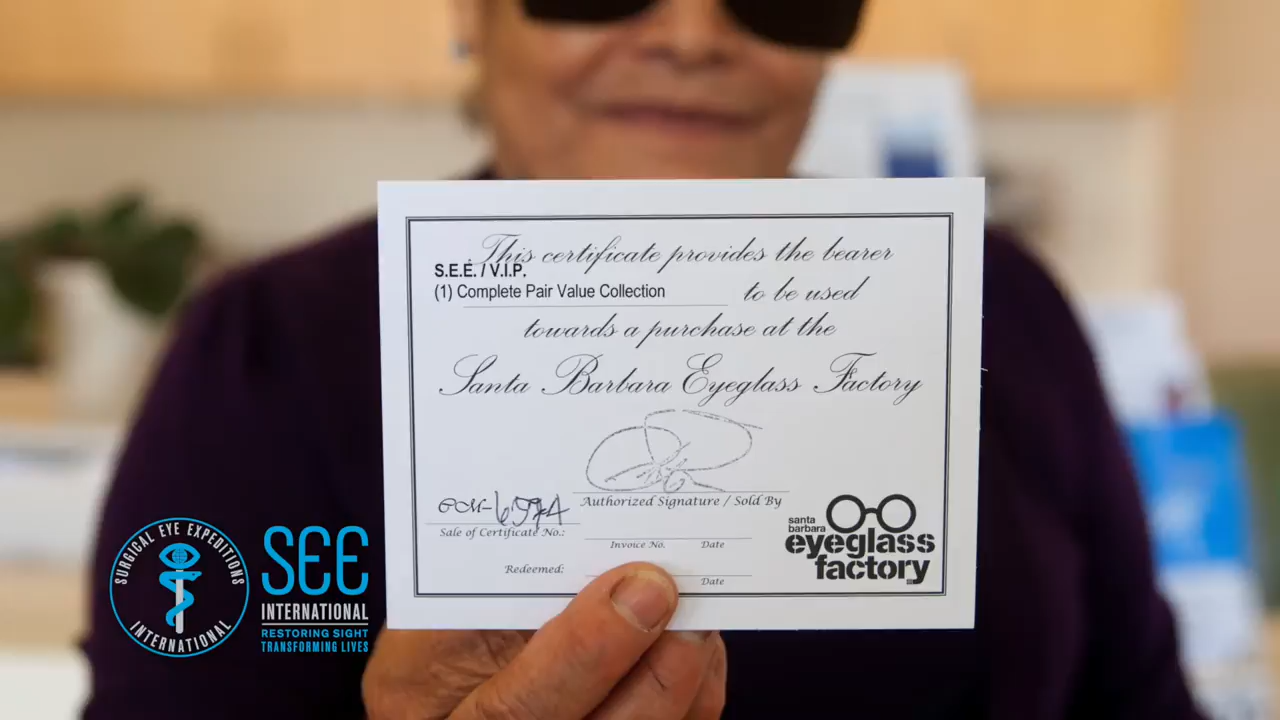 This certificate provides the bearer
S.E.E. / V.I.P.
(1) Complete Pair Value Collection
to be used
towards a purchase at the
Santa Barbara Eyeglass Factory
Authorized Signature / Sold By
CM-
Sale of Certificate No.:
Invoice No. Date
Redeemed:
Date
santa
barbara
eyeglass
factory
SURGICAL EYE EXPEDITIONS
INTERNATIONAL
SEE
INTERNATIONAL
RESTORING SIGHT
TRANSFORMING LIVES